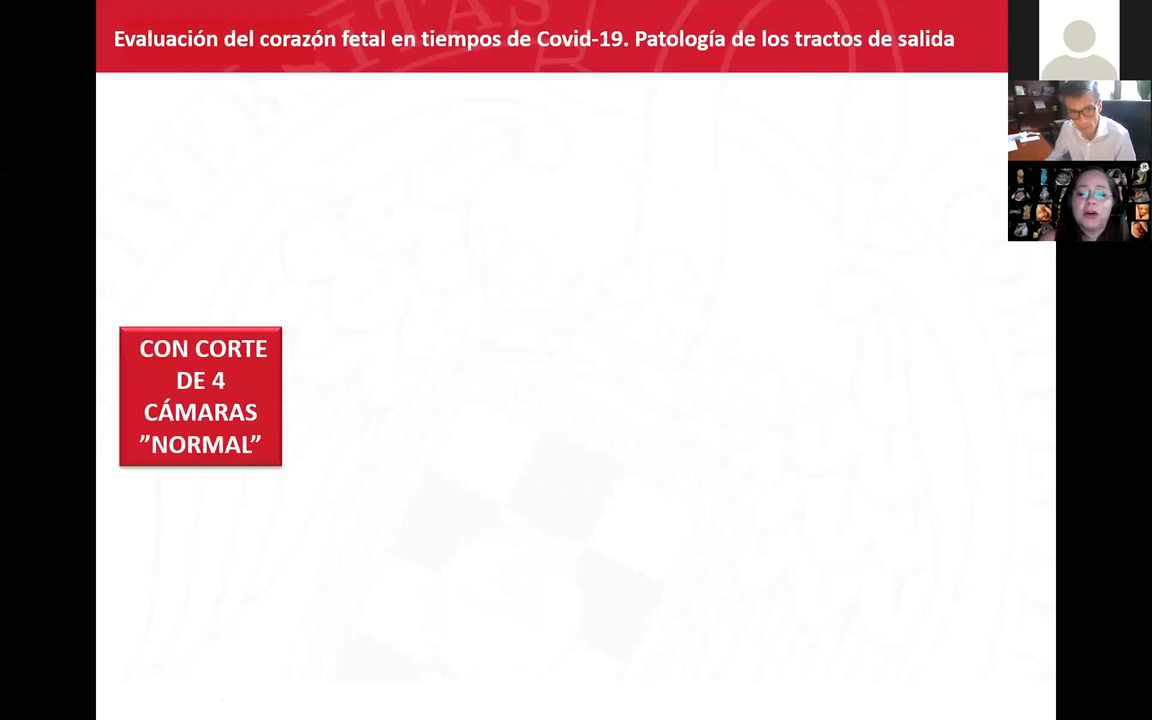 Evaluación del corazón fetal en tiempos de Covid-19. Patología de los tractos de salida
CON CORTE
DE 4
CÁMARAS
”NORMAL”